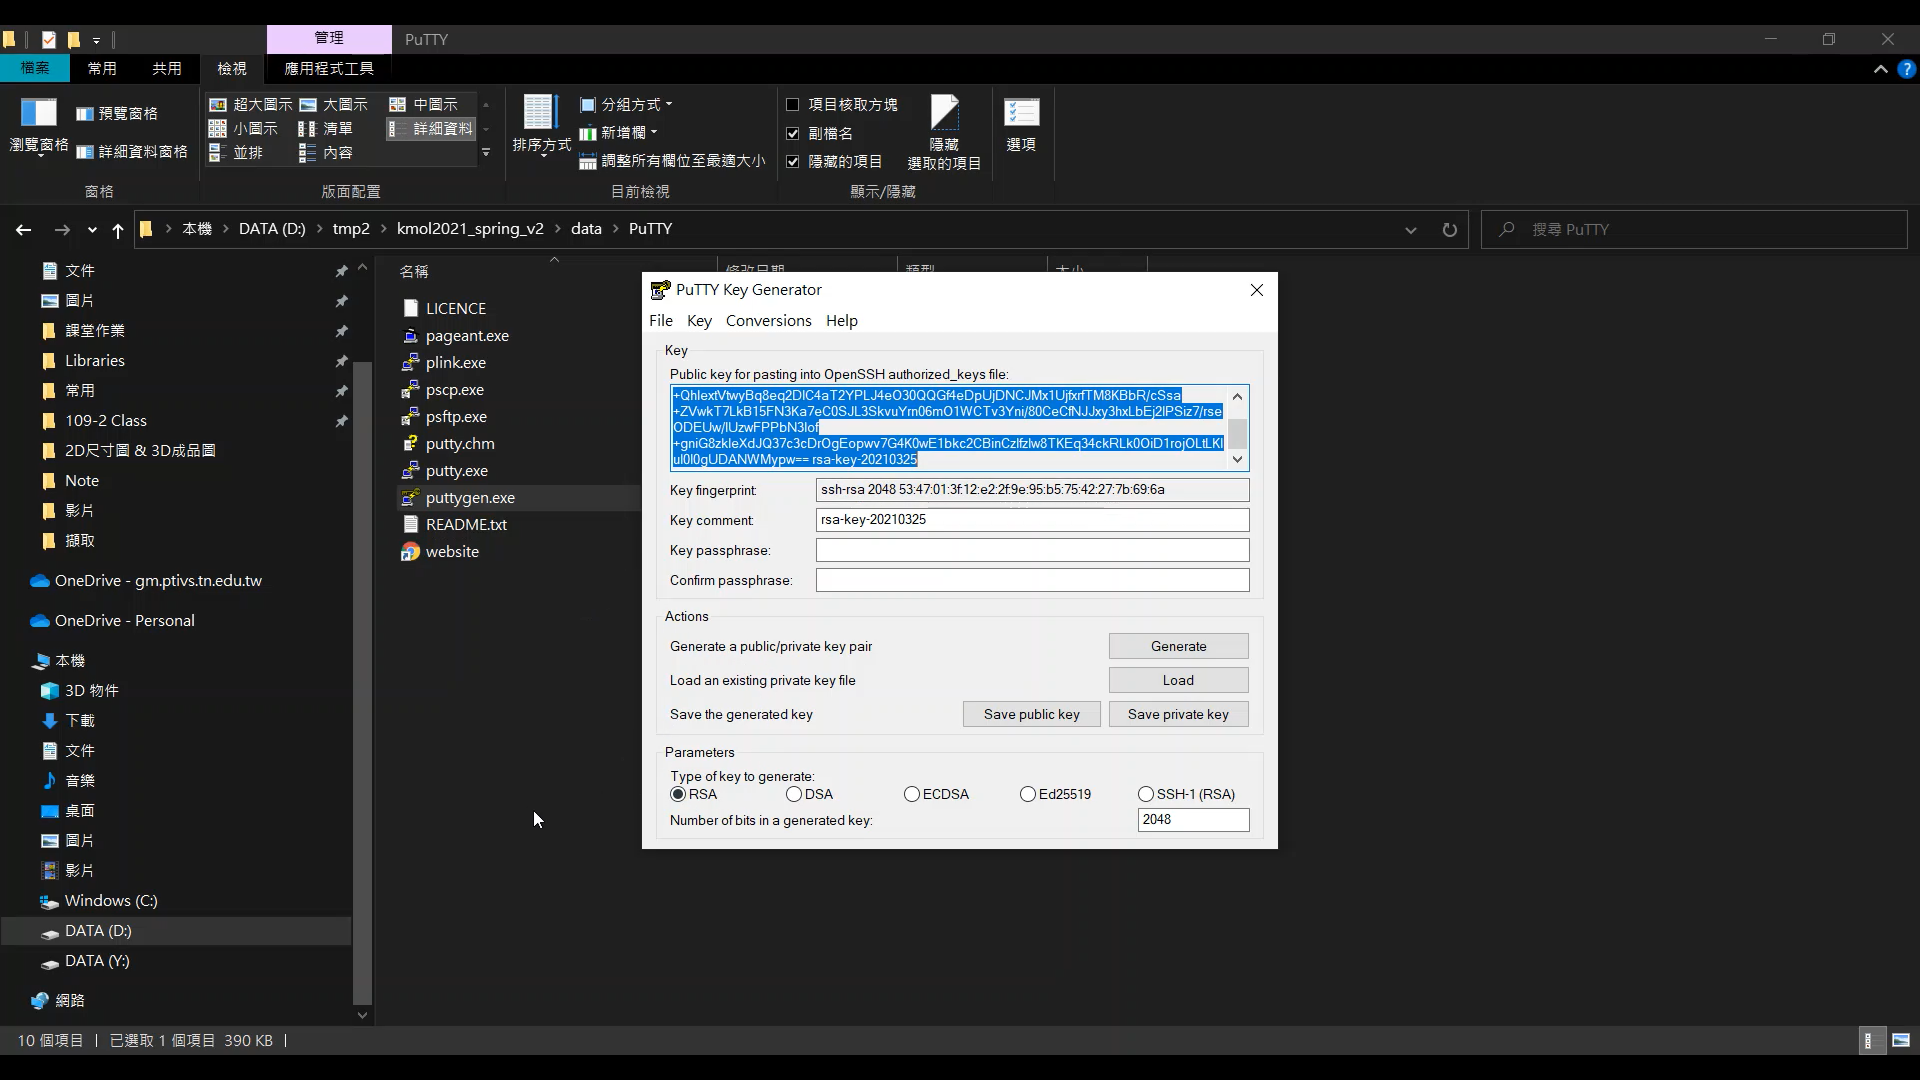 管理
PuTTY
檔案
常用
共用
檢視
應用程式工具
瀏覽窗格
預覽窗格
詳細資料窗格
窗格
超大圖示
大圖示
中圖示
小圖示
清單
詳細資料
並排
內容
版面配置
排序方式
分組方式
新增欄
調整所有欄位至最適大小
目前檢視
項目核取方塊
副檔名
隱藏的項目
隱藏
選取的項目
顯示/隱藏
選項
本機
DATA (D:)
tmp2
kmol2021_spring_v2
data
PuTTY
搜尋 PuTTY
文件
圖片
課堂作業
Libraries
常用
109-2 Class
2D尺寸圖 & 3D成品圖
Note
影片
擷取
OneDrive - gm.ptivs.tn.edu.tw
OneDrive - Personal
本機
3D 物件
下載
文件
音樂
桌面
圖片
影片
Windows (C:)
DATA (D:)
DATA (Y:)
網路
名稱
修改日期
類型
大小
LICENCE
pageant.exe
plink.exe
pscp.exe
psftp.exe
putty.chm
putty.exe
puttygen.exe
README.txt
website
PuTTY Key Generator
File
Key
Conversions
Help
Key
Public key for pasting into OpenSSH authorized_keys file:
rsa-key-20210325
Key fingerprint:
ssh-rsa 2048 53:47:01:3f:12:e2:2f:9e:95:b5:75:42:27:7b:69:6a
Key comment:
rsa-key-20210325
Key passphrase:
Confirm passphrase:
Actions
Generate a public/private key pair
Generate
Load an existing private key file
Load
Save the generated key
Save public key
Save private key
Parameters
Type of key to generate:
RSA
DSA
ECDSA
Ed25519
SSH-1 (RSA)
Number of bits in a generated key:
2048
10 個項目
已選取 1 個項目 390 KB